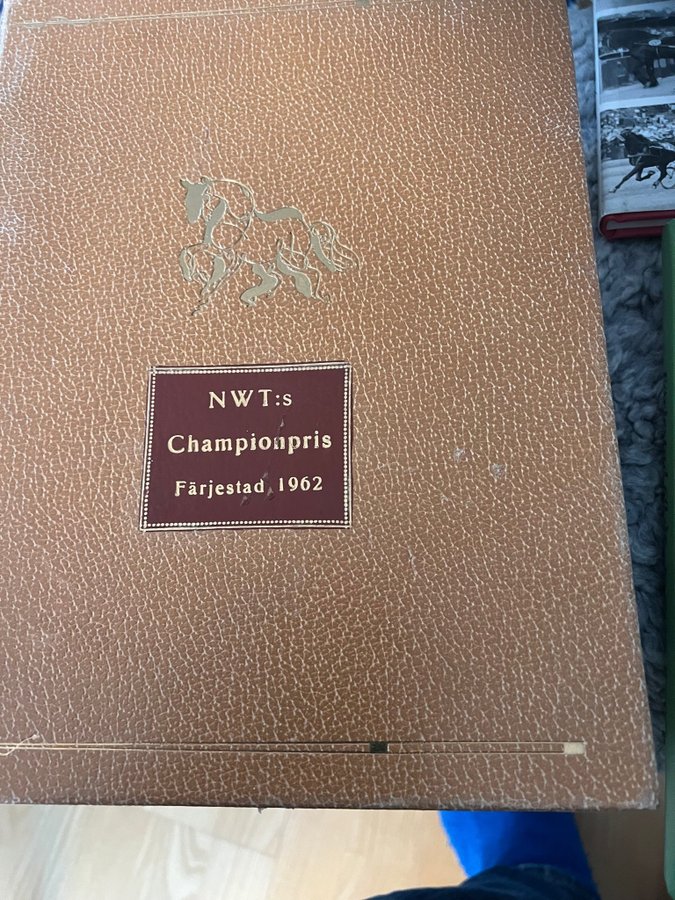 NWT:s
Championpris
Färjestad 1962